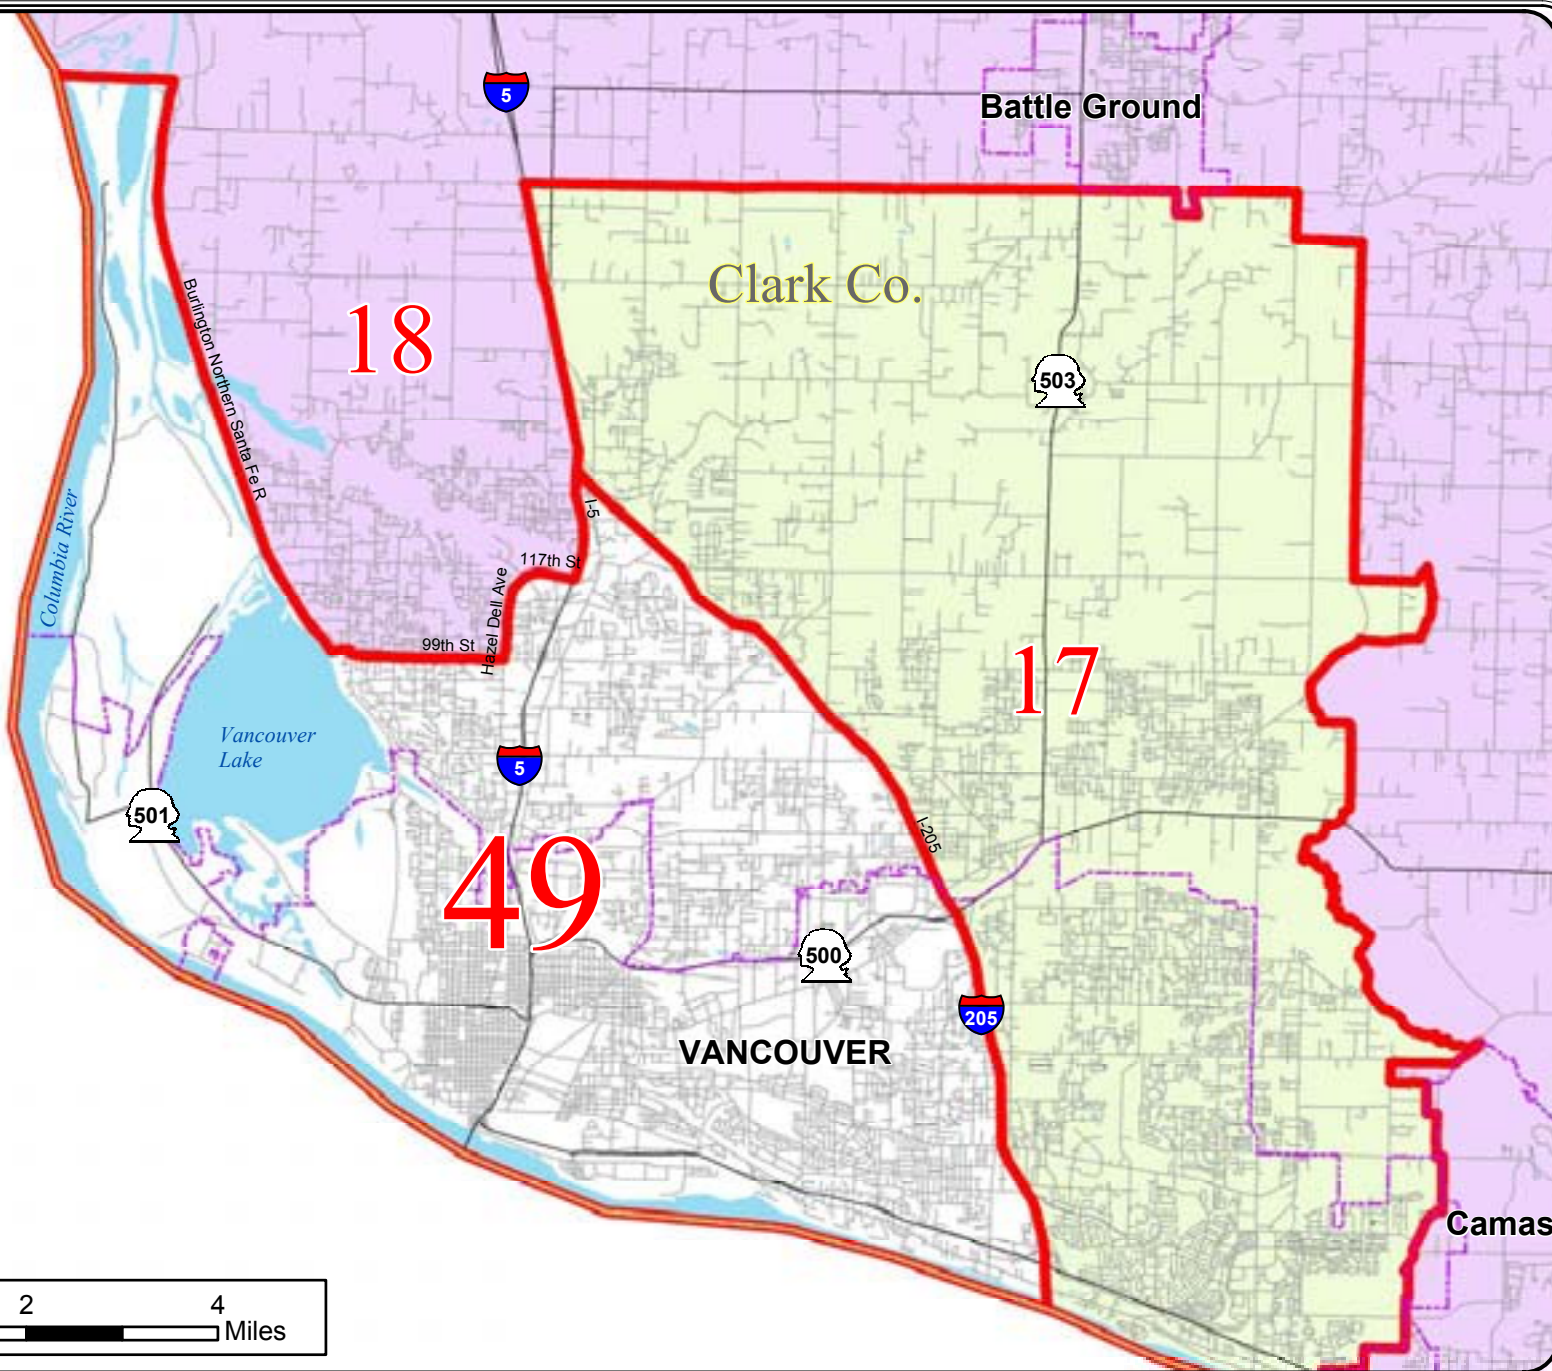 5
Battle Ground
Clark Co.
18
Burlington Northern Santa Fe R
503
Columbia River
I-5
117th St
Hazel Dell Ave
99th St
17
Vancouver
Lake
5
501
I-205
49
500
205
VANCOUVER
Camas
2 4
Miles